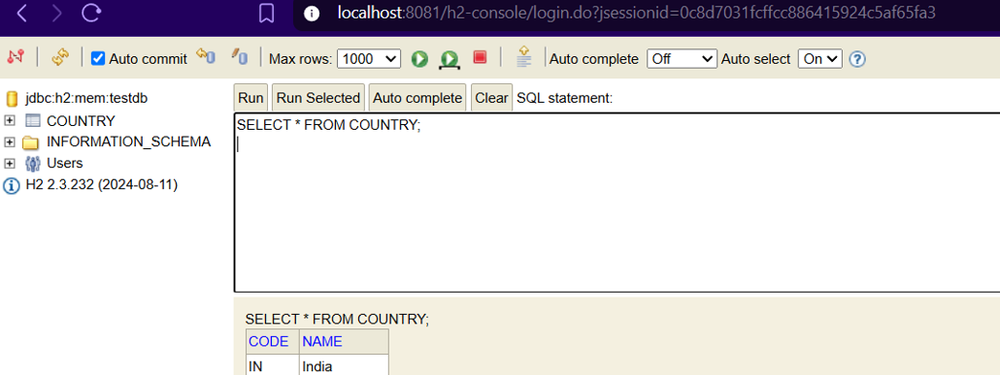 localhost:8081/h2-console/login.do?jsessionid=0c8d7031fcffcc886415924c5af65fa3
Auto commit Max rows: 1000 Auto complete Off Auto select On ?
jdbc:h2:mem:testdb
COUNTRY
INFORMATION_SCHEMA
Users
H2 2.3.232 (2024-08-11)
Run Run Selected Auto complete Clear SQL statement:
SELECT * FROM COUNTRY;
SELECT * FROM COUNTRY;
CODE NAME
IN India